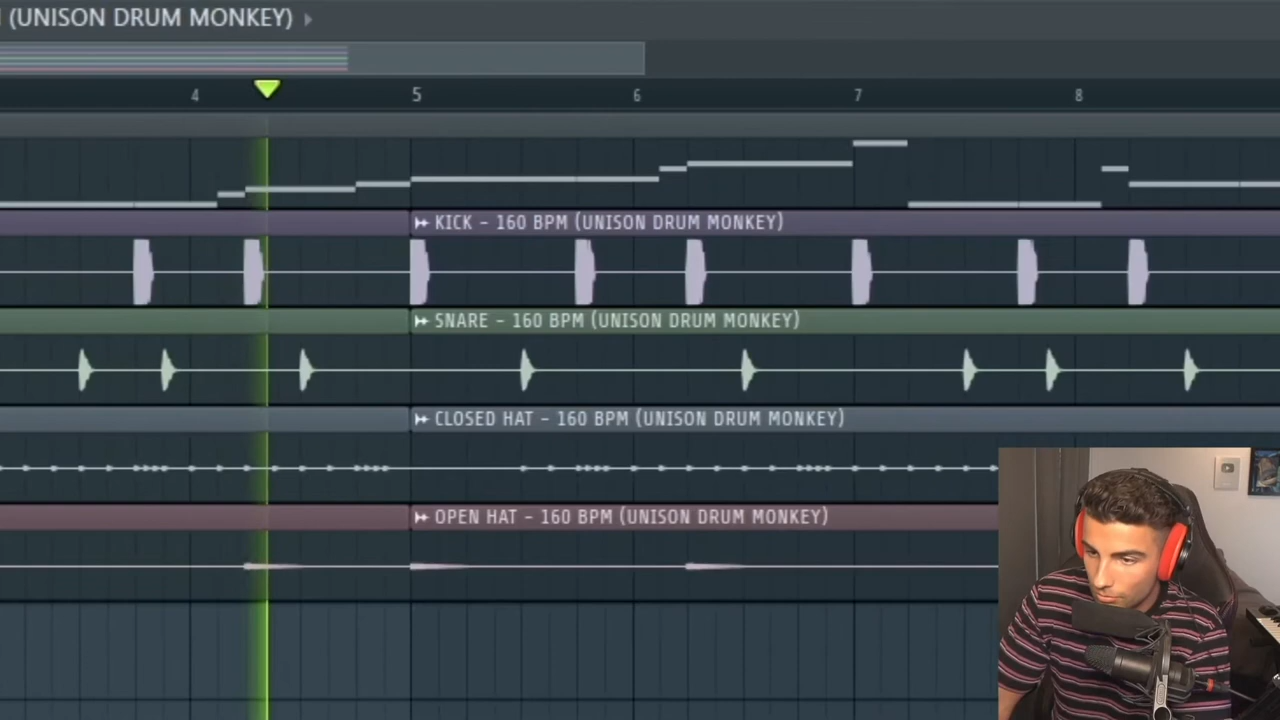 (UNISON DRUM MONKEY)
4 5 6 7 8
KICK – 160 BPM (UNISON DRUM MONKEY)
SNARE – 160 BPM (UNISON DRUM MONKEY)
CLOSED HAT – 160 BPM (UNISON DRUM MONKEY)
OPEN HAT – 160 BPM (UNISON DRUM MONKEY)